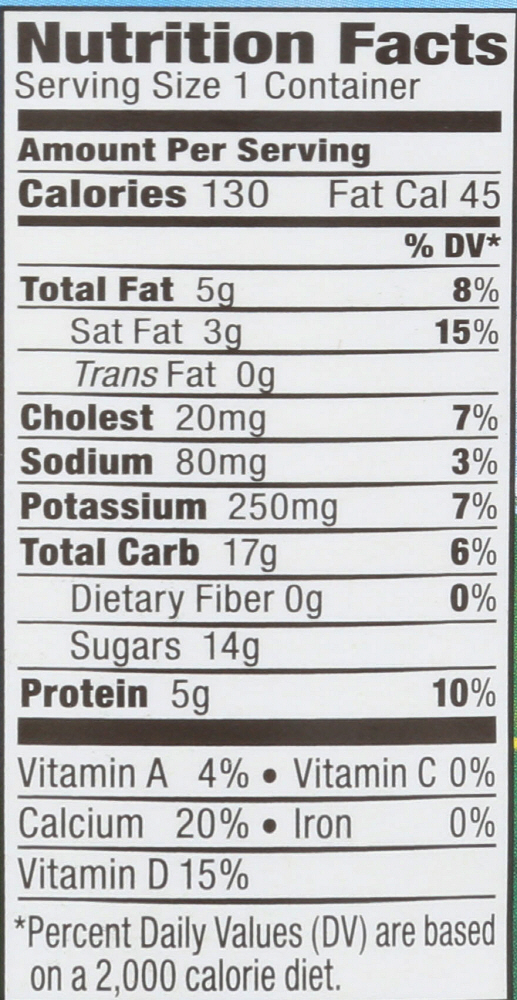 Nutrition Facts
Serving Size 1 Container
Amount Per Serving
Calories 130 Fat Cal 45
% DV*
Total Fat 5g 8%
Sat Fat 3g 15%
Trans Fat 0g
Cholest 20mg 7%
Sodium 80mg 3%
Potassium 250mg 7%
Total Carb 17g 6%
Dietary Fiber 0g 0%
Sugars 14g
Protein 5g 10%
Vitamin A 4% • Vitamin C 0%
Calcium 20% • Iron 0%
Vitamin D 15%
*Percent Daily Values (DV) are based
on a 2,000 calorie diet.